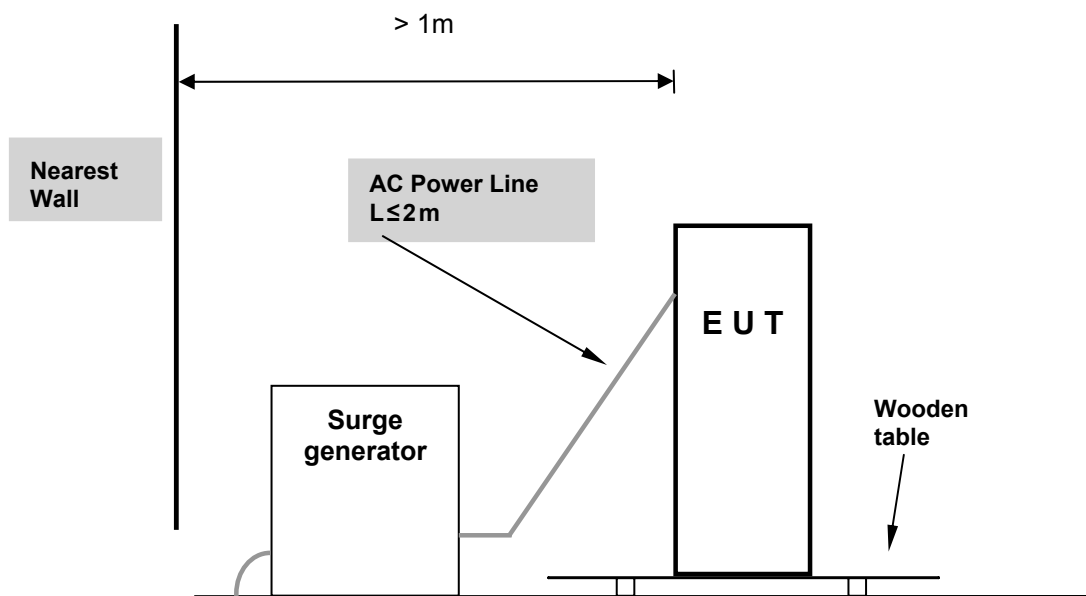 > 1m
Nearest
Wall
AC Power Line
L≤2m
E U T
Surge
generator
Wooden
table